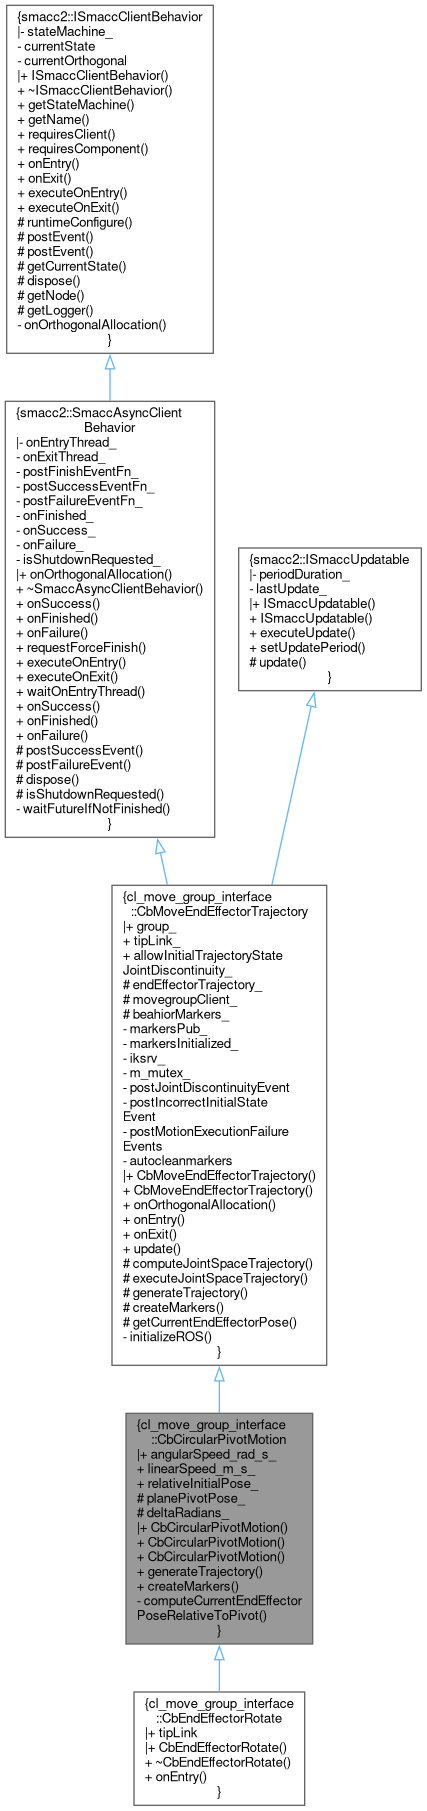 {smacc2::ISmaccClientBehavior
|- stateMachine_
- currentState
- currentOrthogonal
|+ ISmaccClientBehavior()
+ ~ISmaccClientBehavior()
+ getStateMachine()
+ getName()
+ requiresClient()
+ requiresComponent()
+ onEntry()
+ onExit()
+ executeOnEntry()
+ executeOnExit()
# runtimeConfigure()
# postEvent()
# postEvent()
# getCurrentState()
# dispose()
# getNode()
# getLogger()
- onOrthogonalAllocation()
}
{smacc2::SmaccAsyncClient
Behavior
|- onEntryThread_
- onExitThread_
- postFinishEventFn_
- postSuccessEventFn_
- postFailureEventFn_
- onFinished_
- onSuccess_
- onFailure_
- isShutdownRequested_
|+ onOrthogonalAllocation()
+ ~SmaccAsyncClientBehavior()
+ onSuccess()
+ onFinished()
+ onFailure()
+ requestForceFinish()
+ executeOnEntry()
+ executeOnExit()
+ waitOnEntryThread()
+ onSuccess()
+ onFinished()
+ onFailure()
# postSuccessEvent()
# postFailureEvent()
# dispose()
# isShutdownRequested()
- waitFutureIfNotFinished()
}
{smacc2::ISmaccUpdatable
|- periodDuration_
- lastUpdate_
|+ ISmaccUpdatable()
+ ISmaccUpdatable()
+ executeUpdate()
+ setUpdatePeriod()
# update()
}
{cl_move_group_interface
::CbMoveEndEffectorTrajectory
|+ group_
+ tipLink_
+ allowInitialTrajectoryState
JointDiscontinuity_
# endEffectorTrajectory_
# movegroupClient_
# beahiorMarkers_
- markersPub_
- markersInitialized_
- iksrv_
- m_mutex_
- postJointDiscontinuityEvent
- postIncorrectInitialState
Event
- postMotionExecutionFailure
Events
- autocleanmarkers
|+ CbMoveEndEffectorTrajectory()
+ CbMoveEndEffectorTrajectory()
+ onOrthogonalAllocation()
+ onEntry()
+ onExit()
+ update()
# computeJointSpaceTrajectory()
# executeJointSpaceTrajectory()
# generateTrajectory()
# createMarkers()
# getCurrentEndEffectorPose()
- initializeROS()
}
{cl_move_group_interface
::CbCircularPivotMotion
|+ angularSpeed_rad_s_
+ linearSpeed_m_s_
+ relativeInitialPose_
# planePivotPose_
# deltaRadians_
|+ CbCircularPivotMotion()
+ CbCircularPivotMotion()
+ CbCircularPivotMotion()
+ generateTrajectory()
+ createMarkers()
- computeCurrentEndEffector
PoseRelativeToPivot()
}
{cl_move_group_interface
::CbEndEffectorRotate
|+ tipLink
|+ CbEndEffectorRotate()
+ ~CbEndEffectorRotate()
+ onEntry()
}